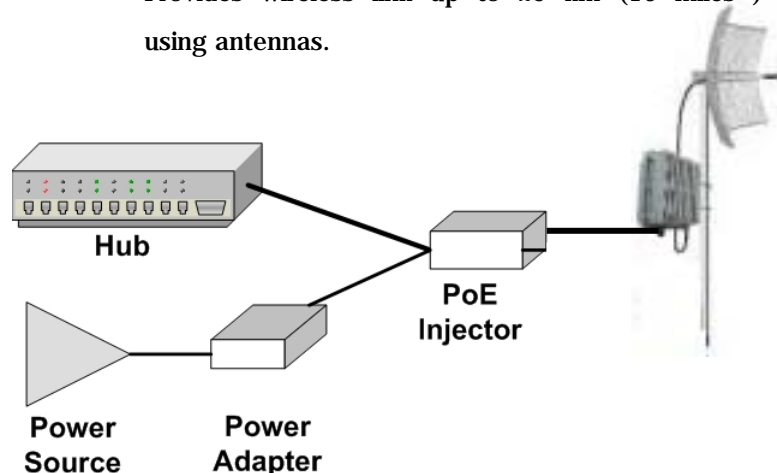 using antennas.
Hub
PoE
Injector
Power
Source
Power
Adapter